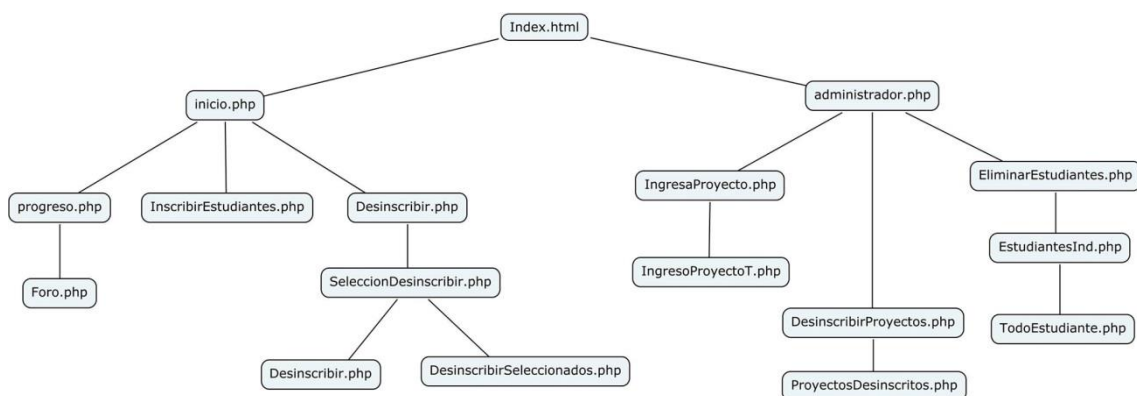 Index.html
inicio.php
administrador.php
progreso.php
InscribirEstudiantes.php
Desinscribir.php
IngresaProyecto.php
EliminarEstudiantes.php
Foro.php
SeleccionDesinscribir.php
IngresoProyectoT.php
EstudiantesInd.php
Desinscribir.php
DesinscribirSeleccionados.php
DesinscribirProyectos.php
TodoEstudiante.php
ProyectosDesinscritos.php